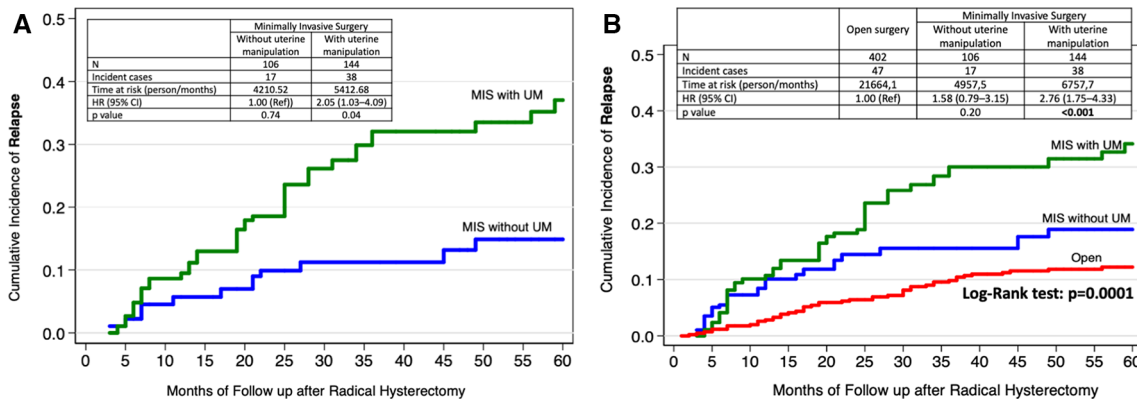 A
Minimally Invasive Surgery
Without uterine manipulation
With uterine manipulation
N 106 144
Incident cases 17 38
Time at risk (person/months) 4210.52 5412.68
HR (95% CI) 1.00 (Ref)) 2.05 (1.03–4.09)
p value 0.74 0.04
MIS with UM
MIS without UM
Cumulative Incidence of Relapse
0.5
0.4
0.3
0.2
0.1
0.0
0 5 10 15 20 25 30 35 40 45 50 55 60
Months of Follow up after Radical Hysterectomy
B
Minimally Invasive Surgery
Open surgery
Without uterine manipulation
With uterine manipulation
N 402 106 144
Incident cases 47 17 38
Time at risk (person/months) 21664,1 4957,5 6757,7
HR (95% CI) 1.00 (Ref) 1.58 (0.79–3.15) 2.76 (1.75–4.33)
p value 0.20 <0.001
MIS with UM
MIS without UM
Open
Log-Rank test: p=0.0001
Cumulative Incidence of Relapse
0.5
0.4
0.3
0.2
0.1
0.0
0 5 10 15 20 25 30 35 40 45 50 55 60
Months of Follow up after Radical Hysterectomy